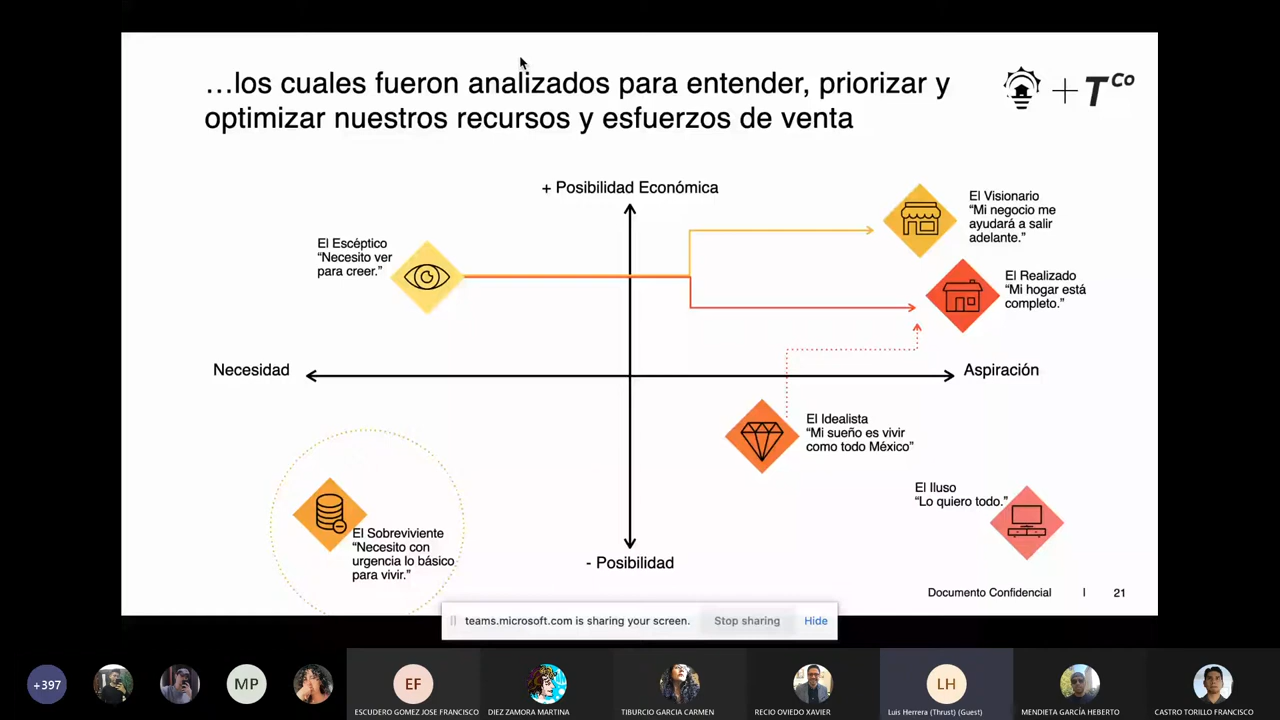 …los cuales fueron analizados para entender, priorizar y
optimizar nuestros recursos y esfuerzos de venta
+ T Co
+ Posibilidad Económica
El Visionario
“Mi negocio me
ayudará a salir
adelante.”
El Escéptico
“Necesito ver
para creer.”
El Realizado
“Mi hogar está
completo.”
Necesidad
Aspiración
El Idealista
“Mi sueño es vivir
como todo México”
El Iluso
“Lo quiero todo.”
El Sobreviviente
“Necesito con
urgencia lo básico
para vivir.”
- Posibilidad
Documento Confidencial | 21
teams.microsoft.com is sharing your screen. Stop sharing Hide
+397
MP
EF
LH
ESCUDERO GOMEZ JOSE FRANCISCO
DIEZ ZAMORA MARTINA
TIBURCIO GARCIA CARMEN
RECIO OVIEDO XAVIER
Luis Herrera (Thrust) (Guest)
MENDIETA GARCÍA HEBERTO
CASTRO TORILLO FRANCISCO